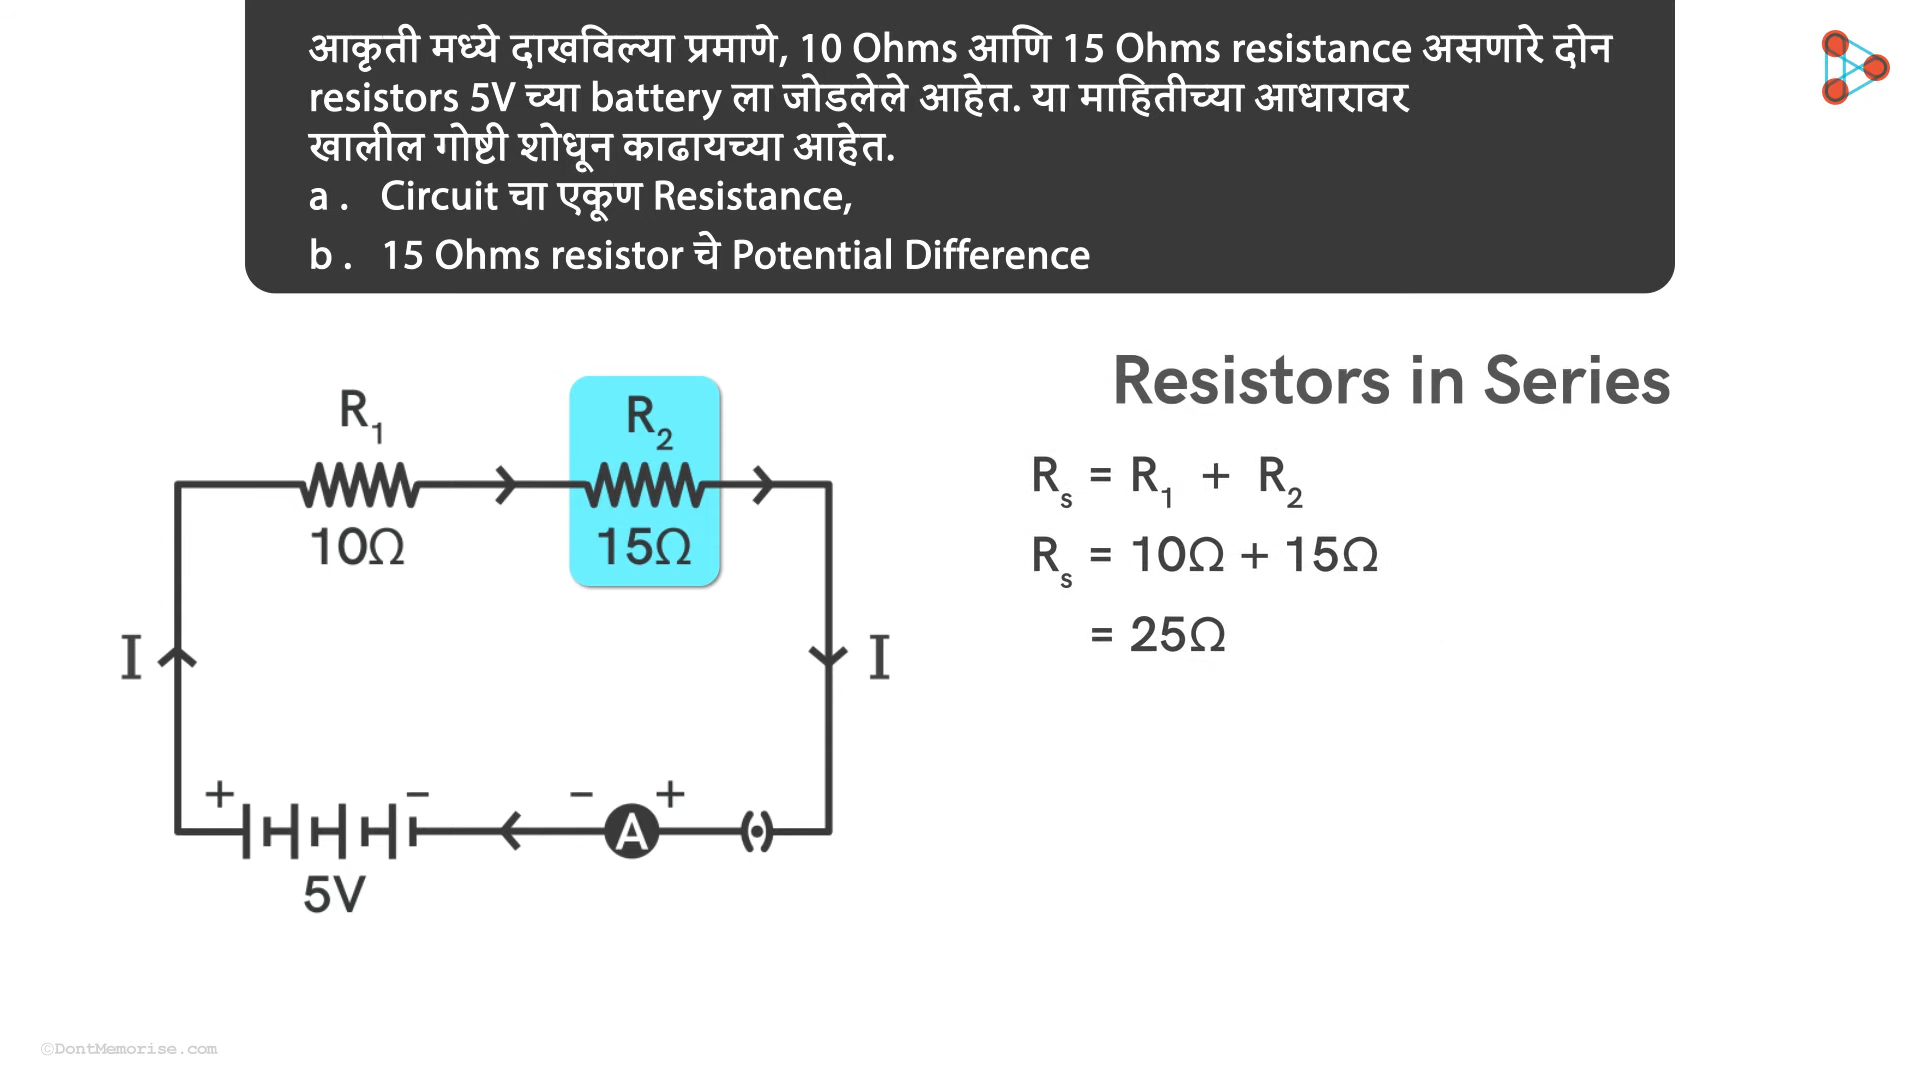 आकृती मध्ये दाखविल्या प्रमाणे, 10 Ohms आणि 15 Ohms resistance असणारे दोन
resistors 5V च्या battery ला जोडलेले आहेत. या माहितीच्या आधारावर
खालील गोष्टी शोधून काढायच्या आहेत.
a . Circuit चा एकूण Resistance,
b . 15 Ohms resistor चे Potential Difference
Resistors in Series
R₁
R₂
10Ω
15Ω
Rₛ = R₁ + R₂
Rₛ = 10Ω + 15Ω
= 25Ω
I
I
+ −
− +
A
5V
©DontMemorise.com